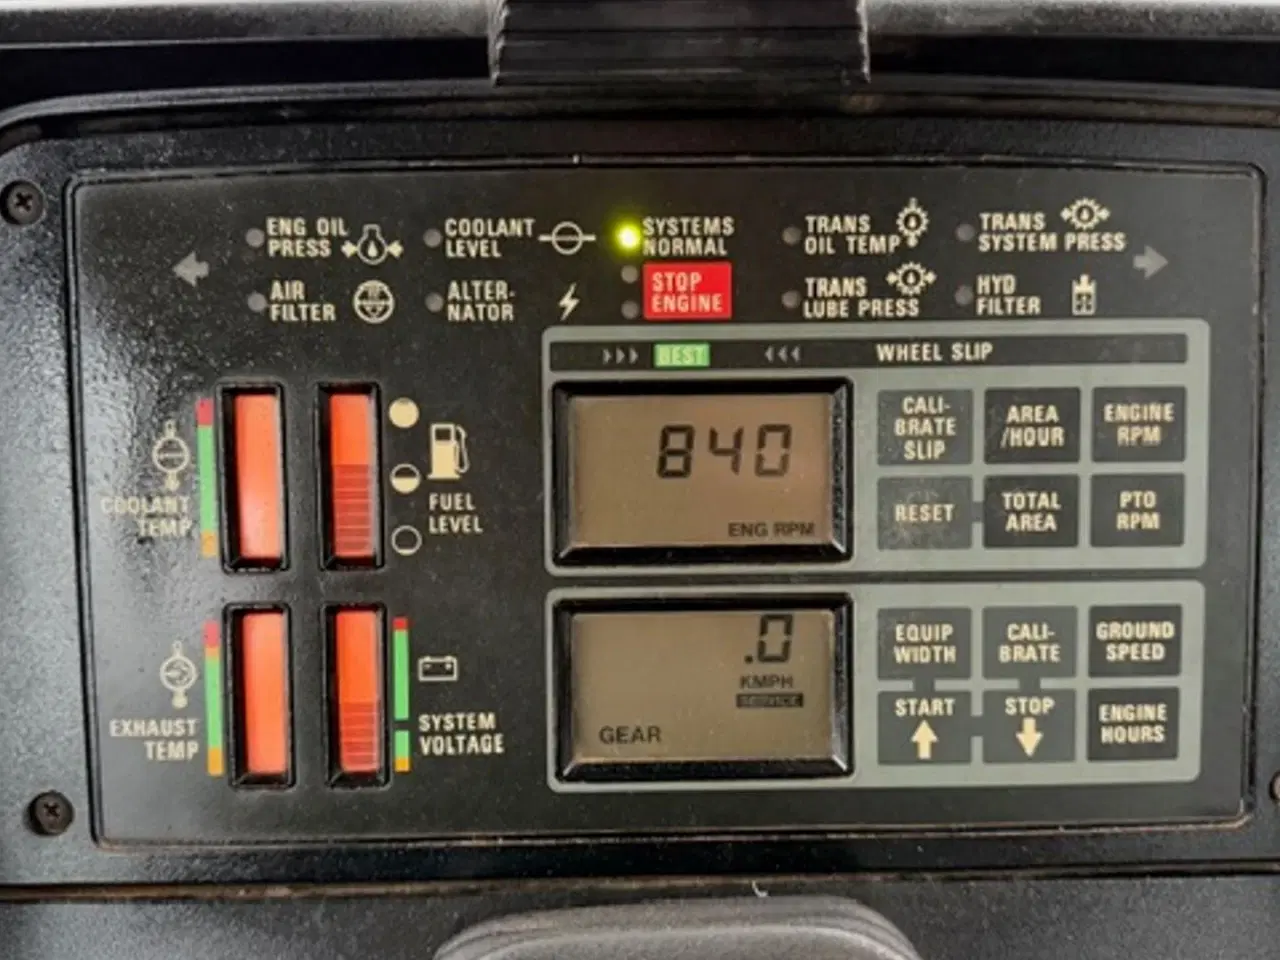 ENG OIL
PRESS
COOLANT
LEVEL
SYSTEMS
NORMAL
TRANS
OIL TEMP
TRANS
SYSTEM PRESS
AIR
FILTER
ALTER-
NATOR
STOP
ENGINE
TRANS
LUBE PRESS
HYD
FILTER
BEST
WHEEL SLIP
COOLANT
TEMP
FUEL
LEVEL
840
ENG RPM
CALI-
BRATE
SLIP
AREA
/HOUR
ENGINE
RPM
RESET
TOTAL
AREA
PTO
RPM
EXHAUST
TEMP
SYSTEM
VOLTAGE
.0
KMPH
SERVICE
GEAR
EQUIP
WIDTH
CALI-
BRATE
GROUND
SPEED
START
STOP
ENGINE
HOURS